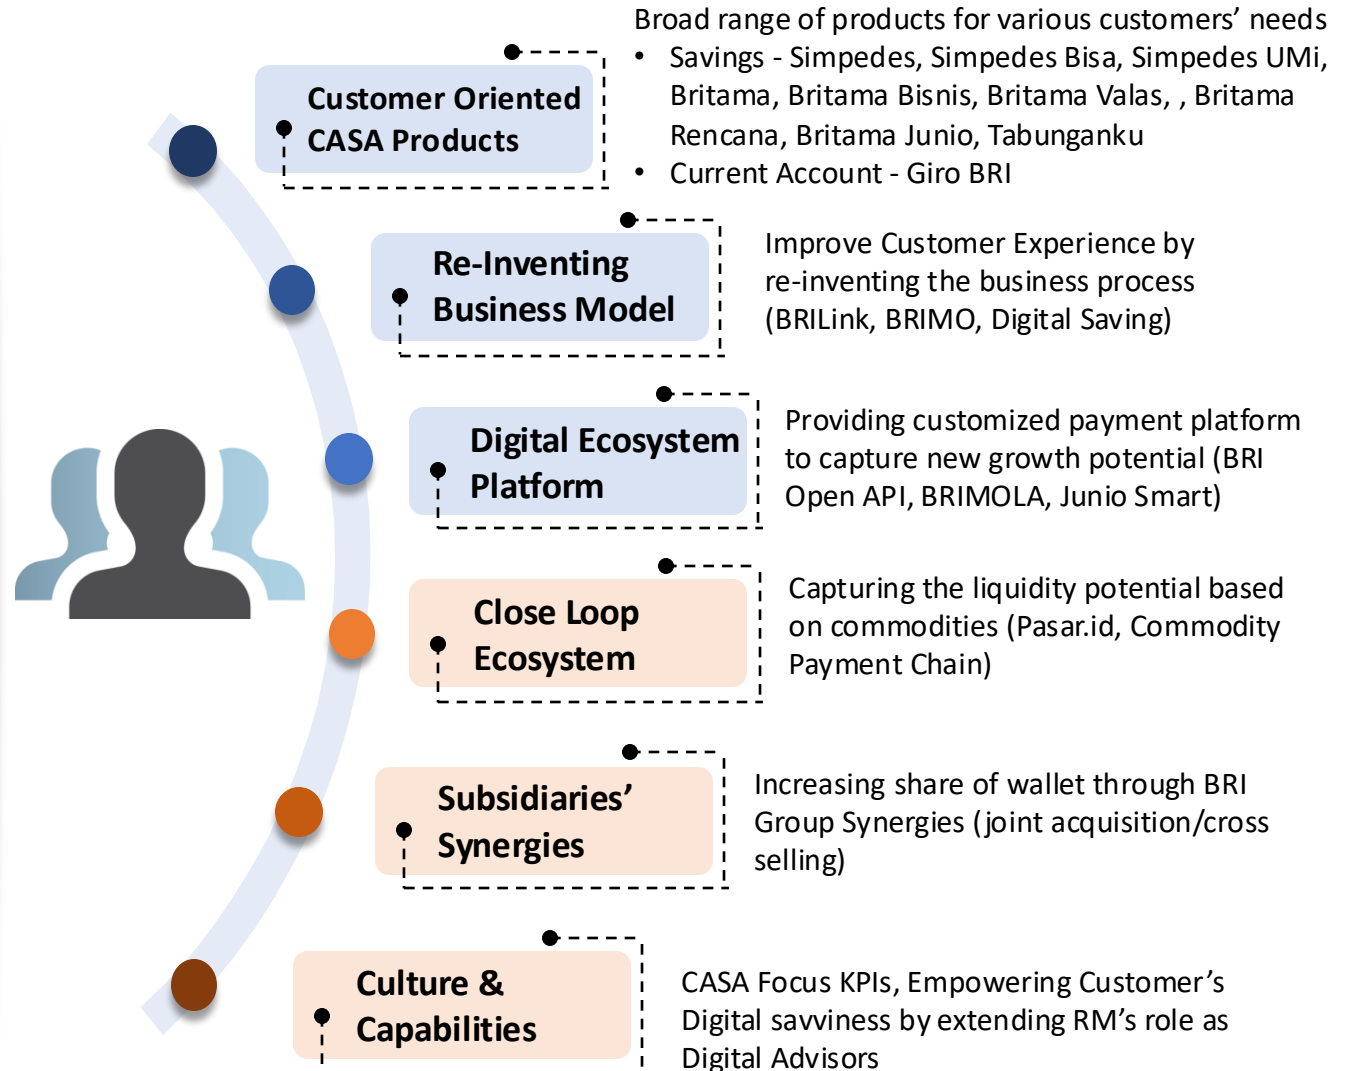 Broad range of products for various customers’ needs
• Savings - Simpedes, Simpedes Bisa, Simpedes UMi,
Britama, Britama Bisnis, Britama Valas, , Britama
Rencana, Britama Junio, Tabunganku
• Current Account - Giro BRI
Customer Oriented
CASA Products
Re-Inventing
Business Model
Improve Customer Experience by
re-inventing the business process
(BRILink, BRIMO, Digital Saving)
Digital Ecosystem
Platform
Providing customized payment platform
to capture new growth potential (BRI
Open API, BRIMOLA, Junio Smart)
Close Loop
Ecosystem
Capturing the liquidity potential based
on commodities (Pasar.id, Commodity
Payment Chain)
Subsidiaries’
Synergies
Increasing share of wallet through BRI
Group Synergies (joint acquisition/cross
selling)
Culture &
Capabilities
CASA Focus KPIs, Empowering Customer’s
Digital savviness by extending RM’s role as
Digital Advisors